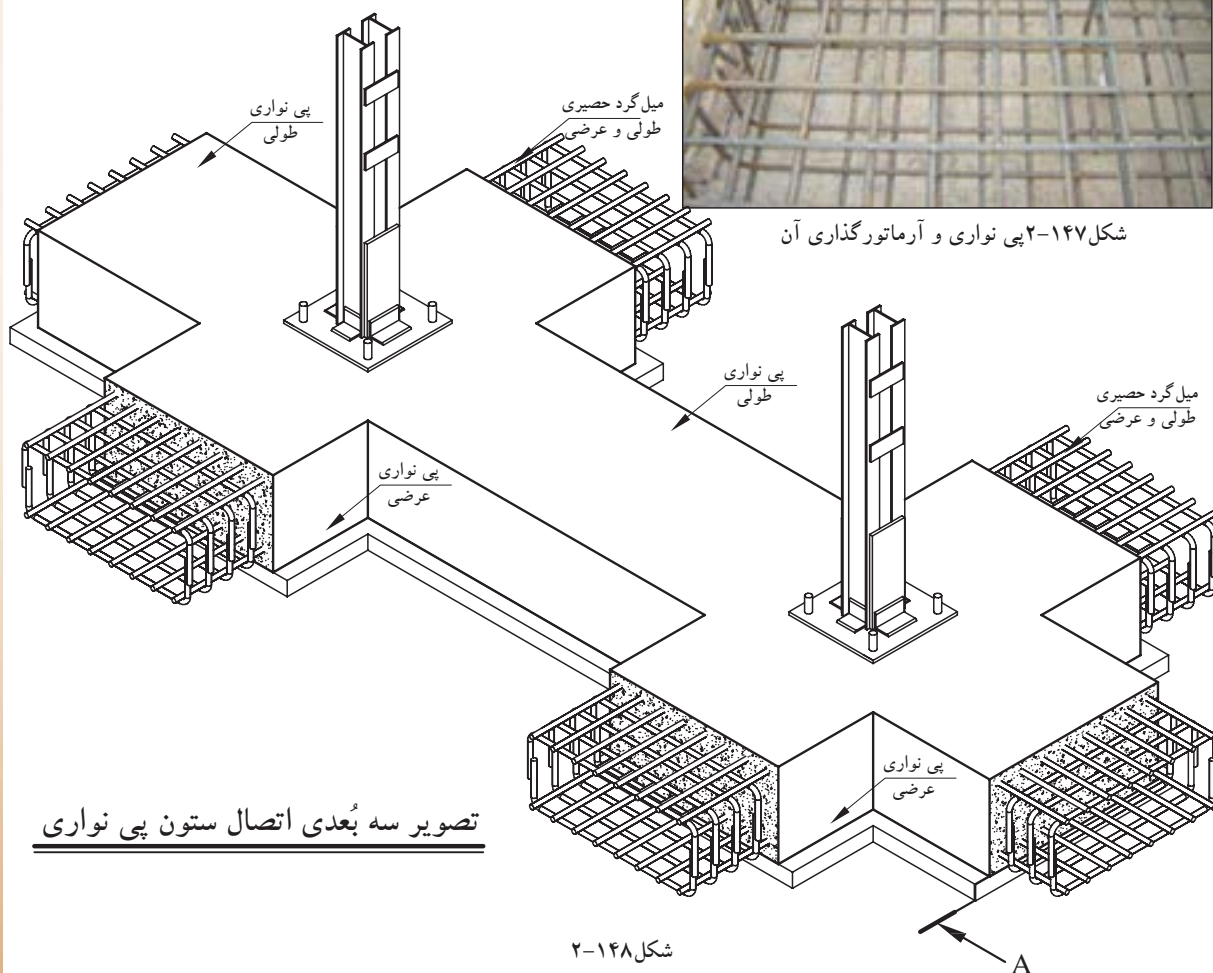 پی نواری
طولی
میل‌گرد حصیری
طولی و عرضی
شکل۱۴۷-۲پی نواری و آرماتورگذاری آن
پی نواری
طولی
میل‌گرد حصیری
طولی و عرضی
پی نواری
عرضی
پی نواری
عرضی
تصویر سه بُعدی اتصال ستون پی نواری
شکل۱۴۸-۲
A